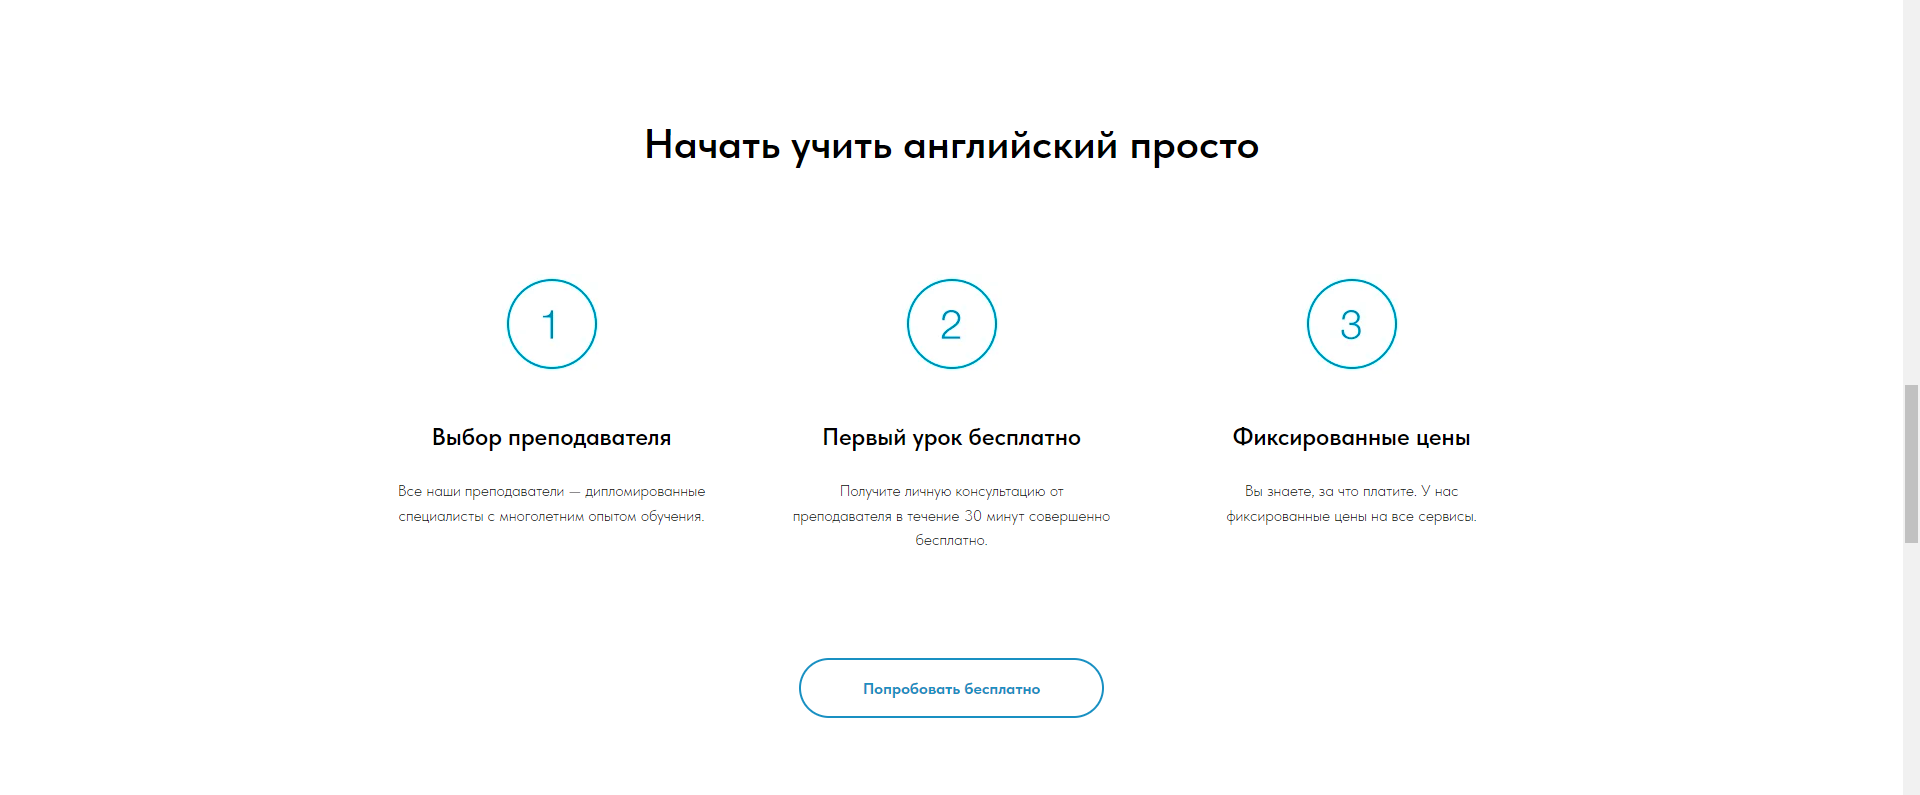 Начать учить английский просто
1
2
3
Выбор преподавателя
Все наши преподаватели — дипломированные
специалисты с многолетним опытом обучения.
Первый урок бесплатно
Получите личную консультацию от
преподавателя в течение 30 минут совершенно
бесплатно.
Фиксированные цены
Вы знаете, за что платите. У нас
фиксированные цены на все сервисы.
Попробовать бесплатно